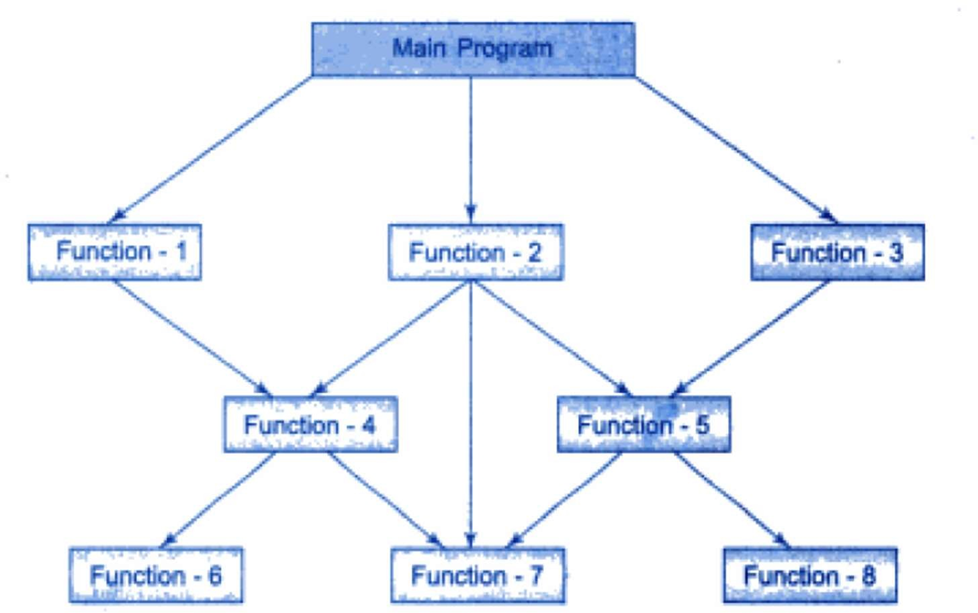 Main Program
Function - 1
Function - 2
Function - 3
Function - 4
Function - 5
Function - 6
Function - 7
Function - 8